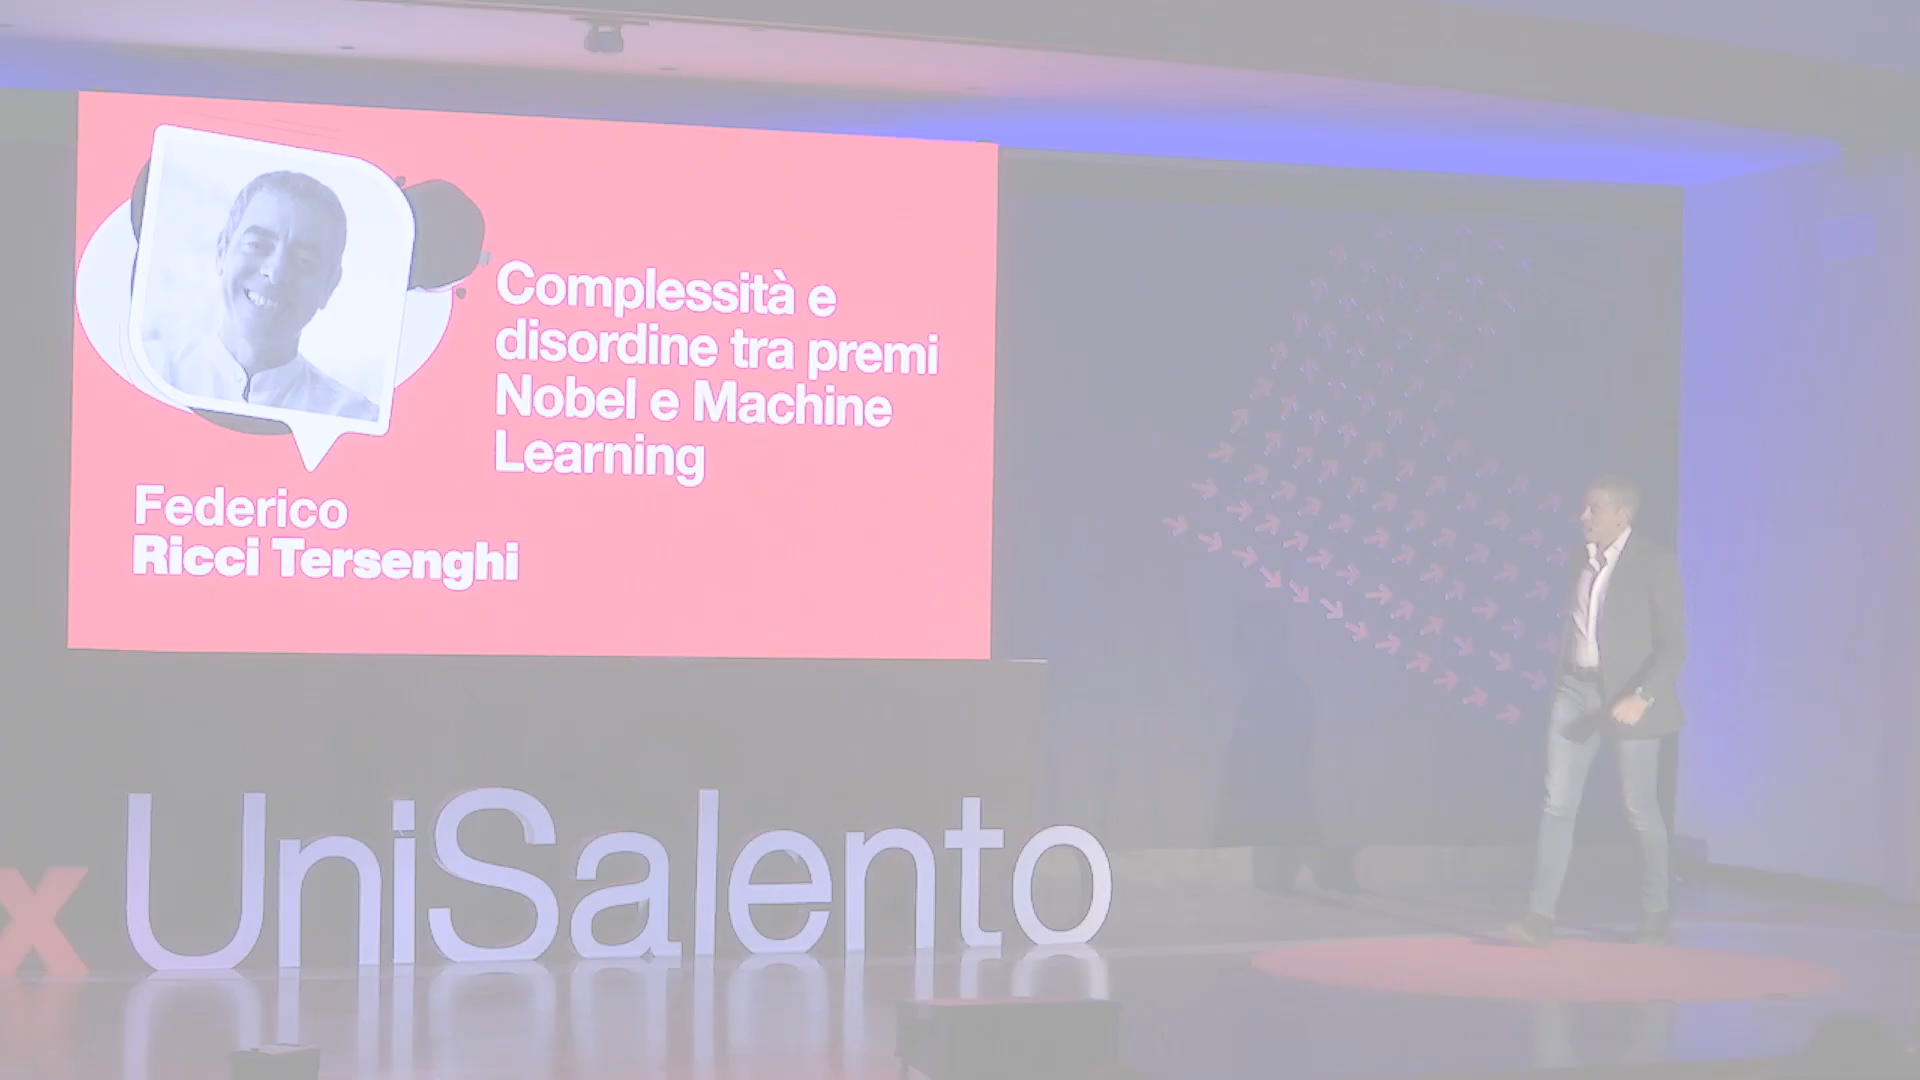 Complessità e
disordine tra premi
Nobel e Machine
Learning
Federico
Ricci Tersenghi
x UniSalento